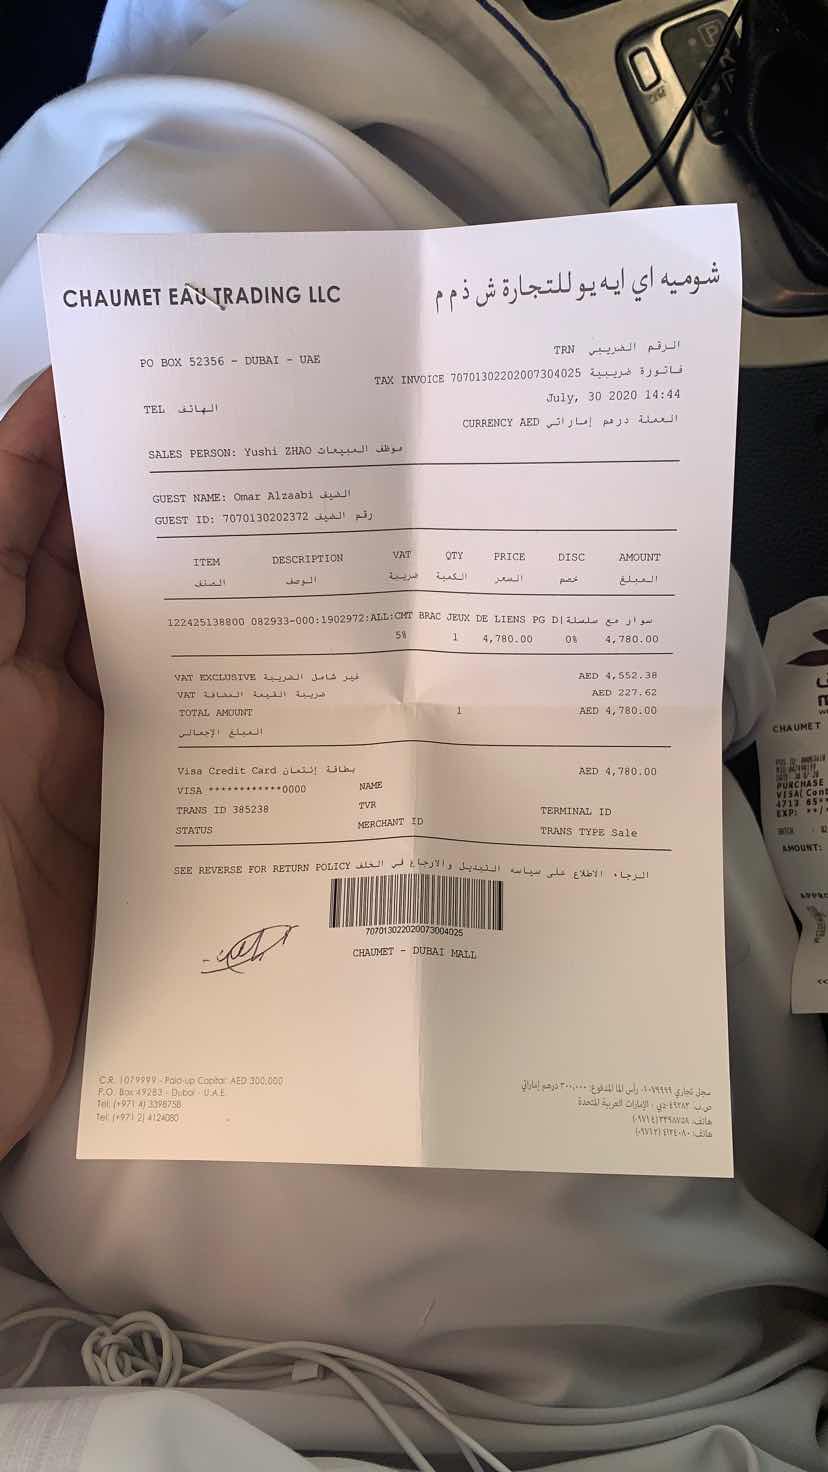 CHAUMET EAU TRADING LLC
شوميه اي ايه يو للتجارة ش ذ م م
PO BOX 52356 - DUBAI - UAE
TRN الرقم الضريبي
TAX INVOICE 70701302202007304025 فاتورة ضريبية
July, 30 2020 14:44
TEL الهاتف
CURRENCY AED العملة درهم إماراتي
SALES PERSON: Yushi ZHAO موظف المبيعات
GUEST NAME: Omar Alzaabi الضيف
GUEST ID: 7070130202372 رقم الضيف
ITEM DESCRIPTION VAT QTY PRICE DISC AMOUNT
الصنف الوصف ضريبة الكمية السعر خصم المبلغ
122425138800 082933-000:1902972:ALL:CMT BRAC JEUX DE LIENS PG D| سوار مع سلسلة
5% 1 4,780.00 0% 4,780.00
VAT EXCLUSIVE غير شامل الضريبة AED 4,552.38
VAT ضريبة القيمة المضافة AED 227.62
TOTAL AMOUNT 1 AED 4,780.00
المبلغ الإجمالي
Visa Credit Card بطاقة إئتمان AED 4,780.00
VISA ************0000 NAME
TRANS ID 385238 TVR TERMINAL ID
STATUS MERCHANT ID TRANS TYPE Sale
SEE REVERSE FOR RETURN POLICY الرجاء الاطلاع على سياسه التبديل والارجاع في الخلف
70701302202007304025
CHAUMET - DUBAI MALL
C.R. 1079999 - Paid-up Capital: AED 300,000
P.O. Box 49283 - Dubai - U.A.E.
Tel: (+971 4) 3398758
Tel: (+971 2) 4124080
سجل تجاري ١٠٧٩٩٩٩، رأس المال المدفوع: ٣٠٠,٠٠٠ درهم إماراتي
ص.ب: ٤٩٢٨٣ دبي، الإمارات العربية المتحدة
هاتف: ٣٣٩٨٧٥٨ (٩٧١٤+)
هاتف: ٤١٢٤٠٨٠ (٩٧١٢+)
CHAUMET
PURCHASE
VISA( Cont
4713 65**
EXP: **/*
BATCH
AMOUNT: